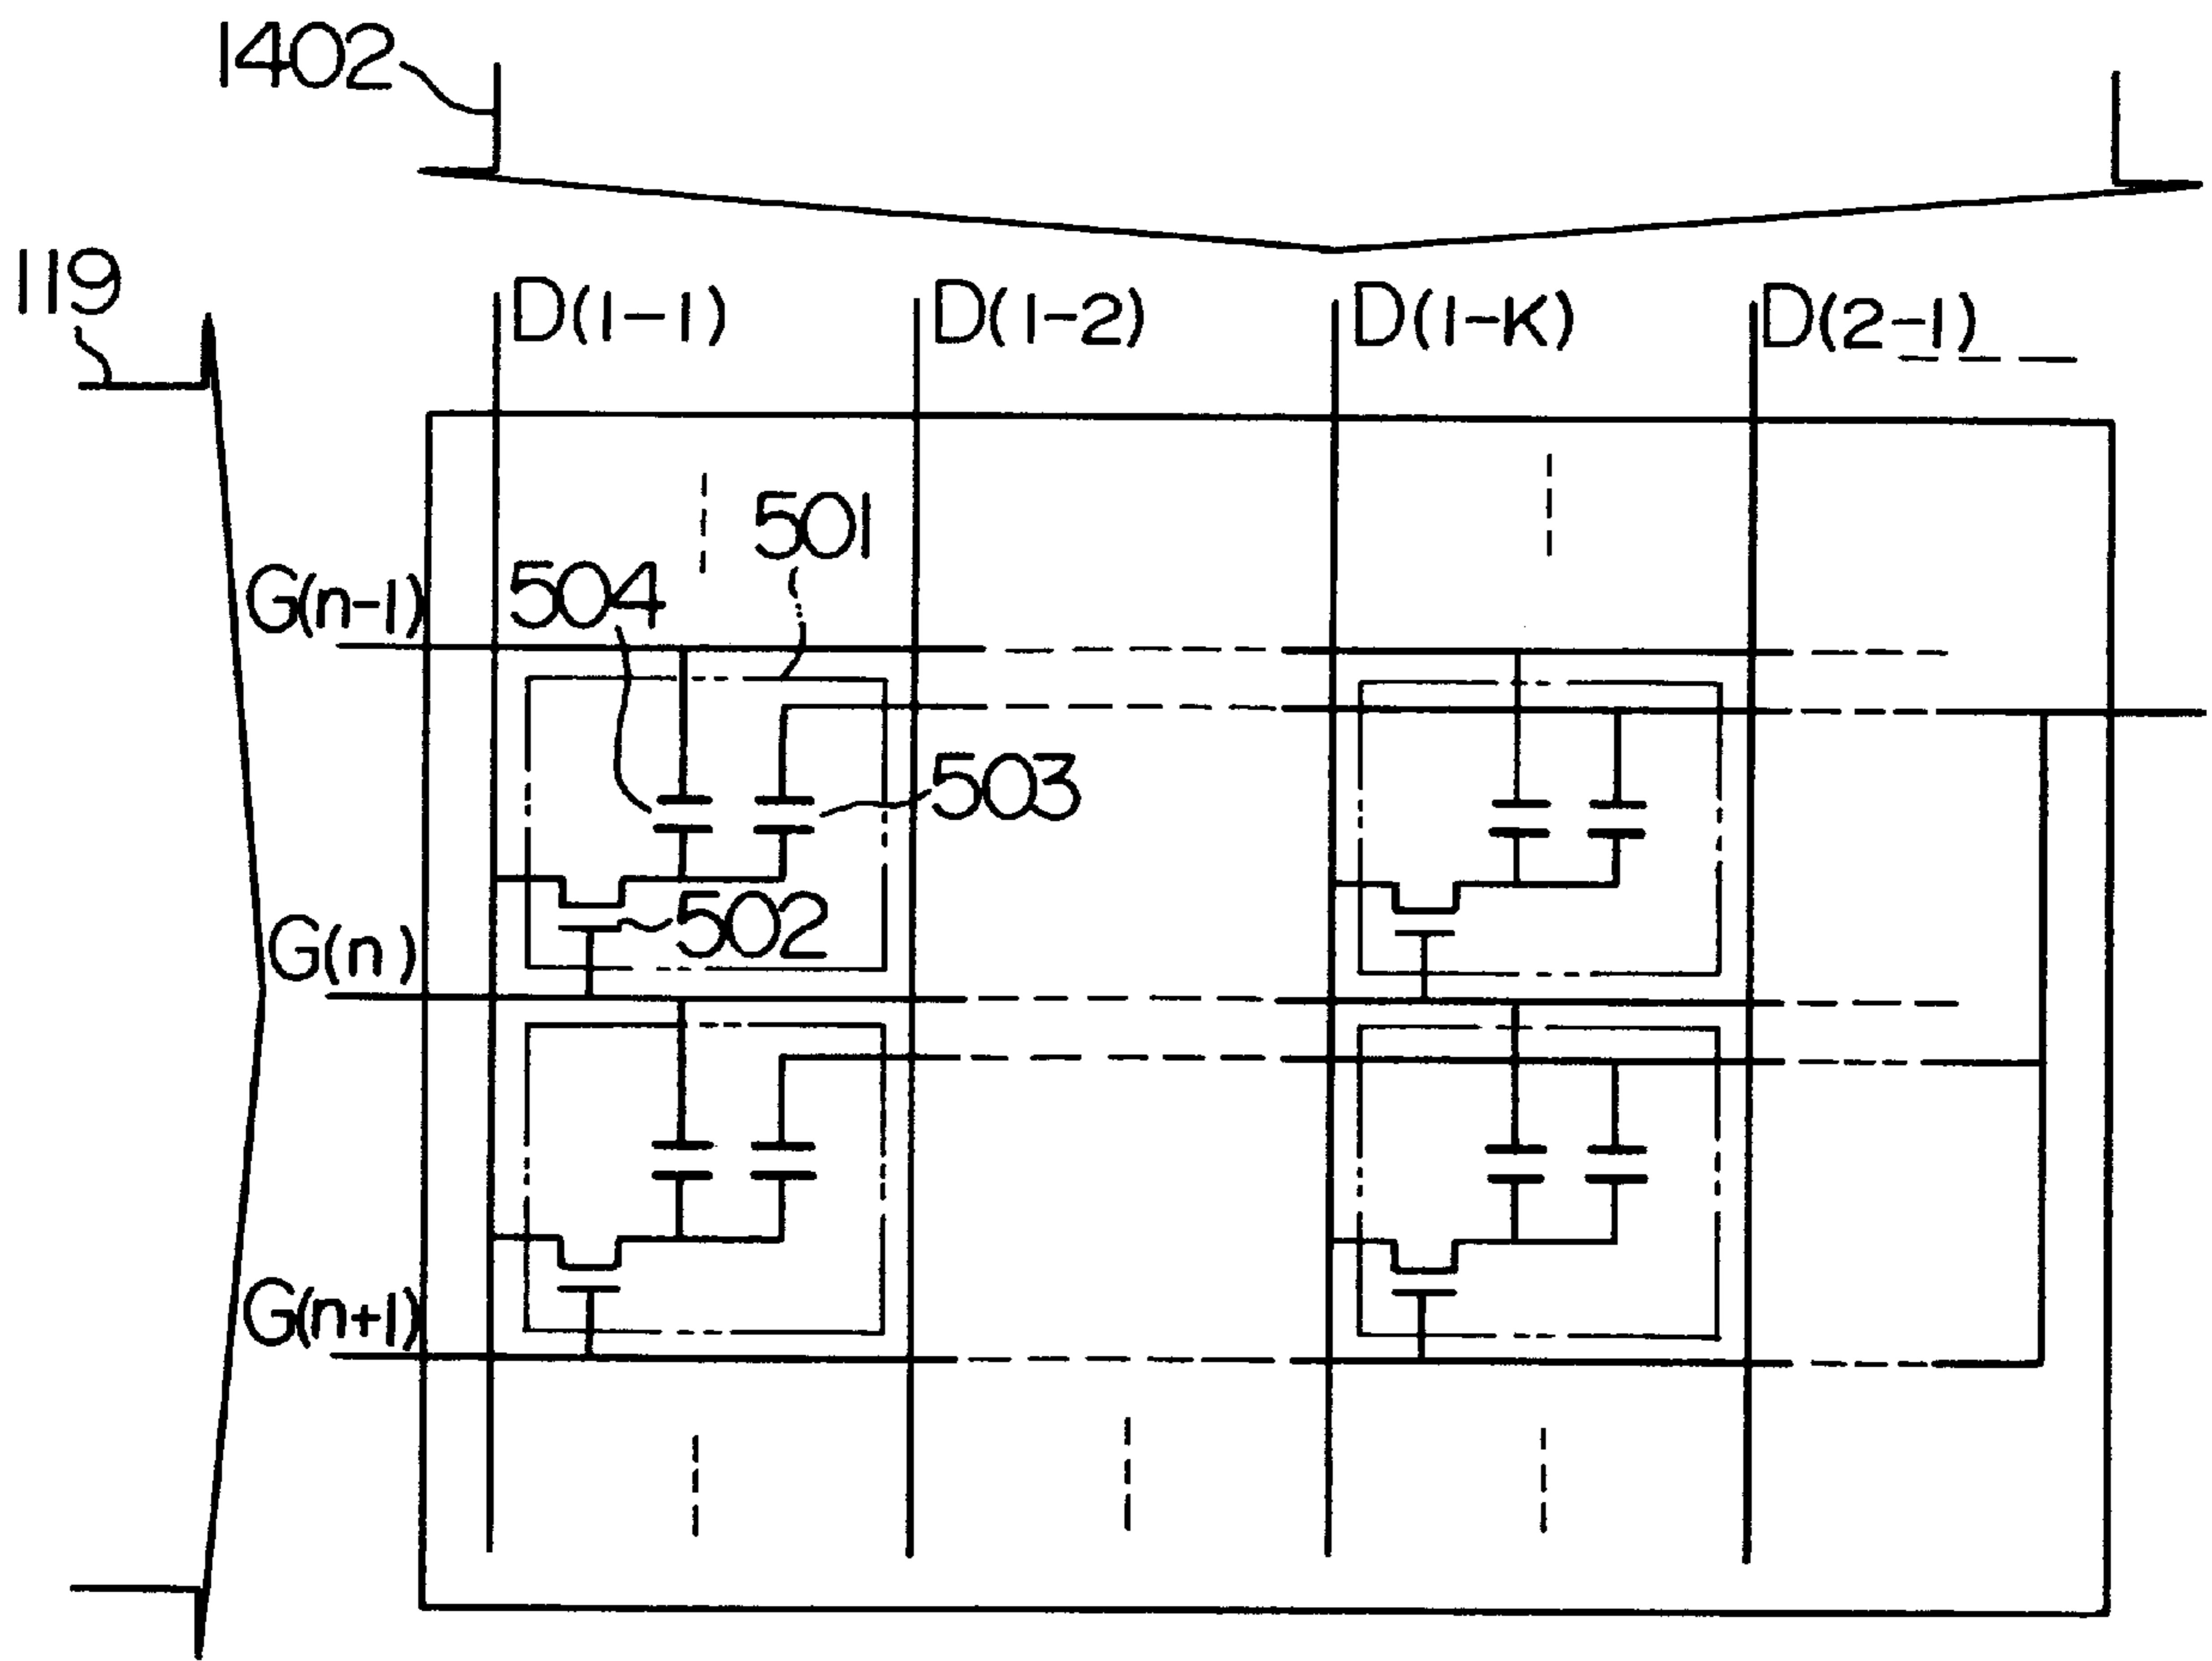 1402
119
D(1-1) D(1-2) D(1-K) D(2-1)
501
G(n-1)
504
503
502
G(n)
G(n+1)